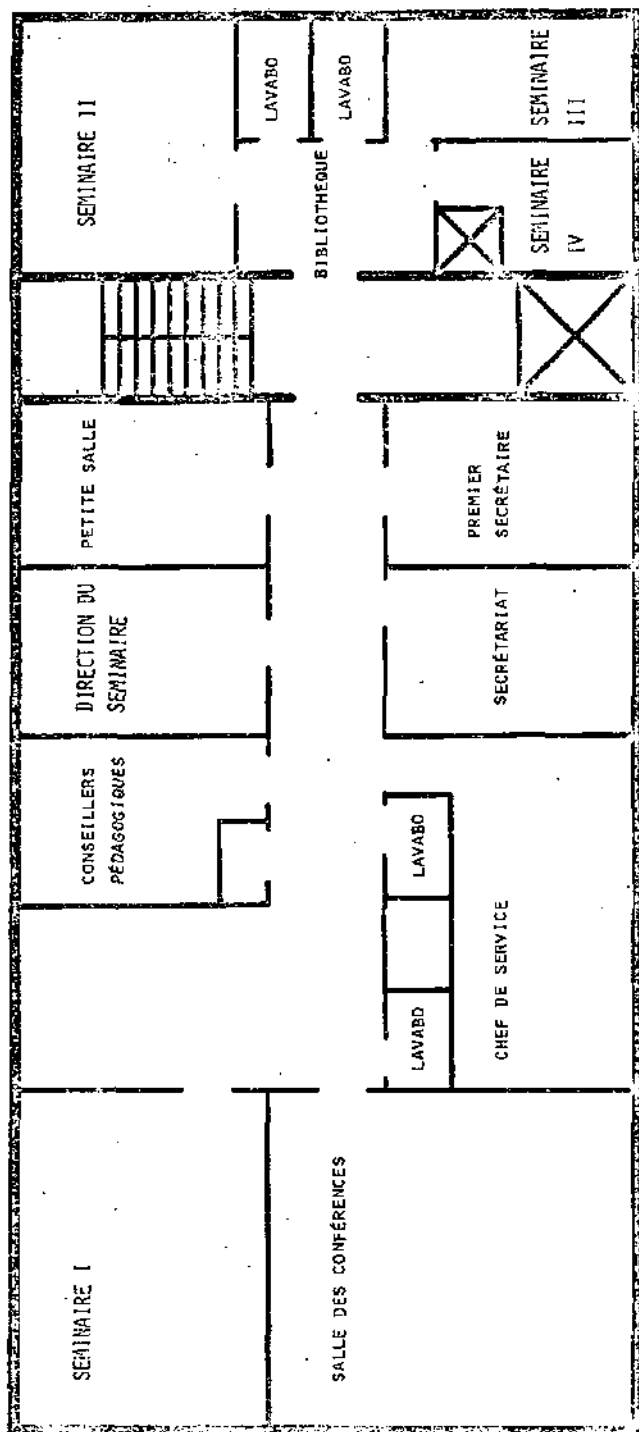 SEMINAIRE I
CONSEILLERS
PÉDAGOGIQUES
DIRECTION DU
SEMINAIRE
PETITE SALLE
SEMINAIRE II
LAVABO
LAVABO
BIBLIOTHÈQUE
SALLE DES CONFÉRENCES
LAVABO
LAVABO
CHEF DE SERVICE
SECRÉTARIAT
PREMIER
SECRÉTAIRE
SEMINAIRE
IV
SEMINAIRE
III